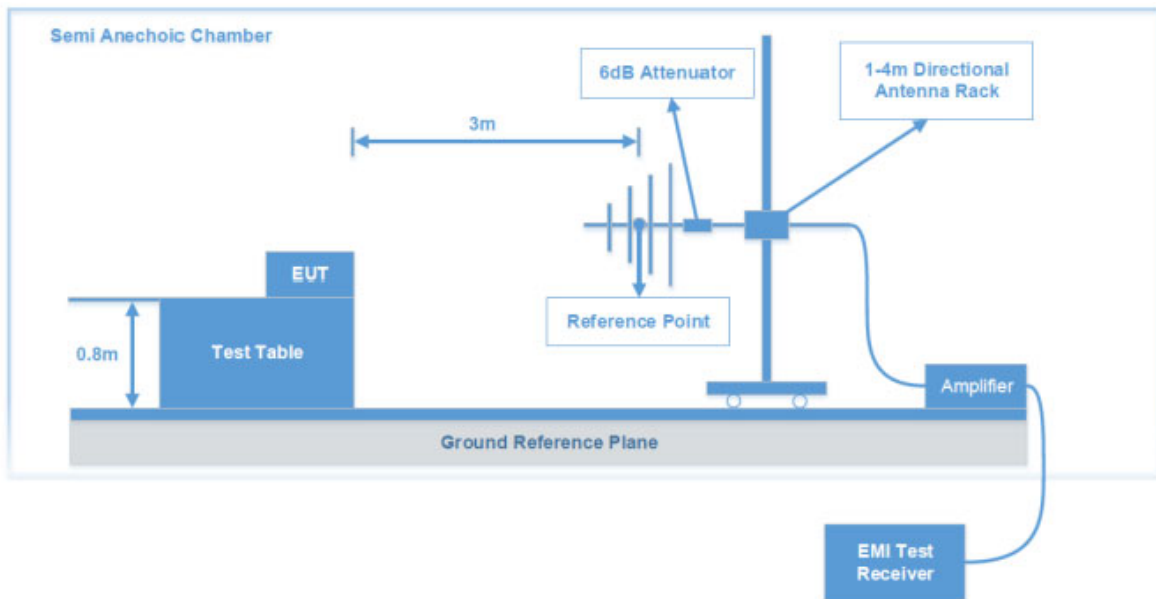 Semi Anechoic Chamber
6dB Attenuator
1-4m Directional
Antenna Rack
3m
EUT
Reference Point
0.8m
Test Table
Amplifier
Ground Reference Plane
EMI Test
Receiver